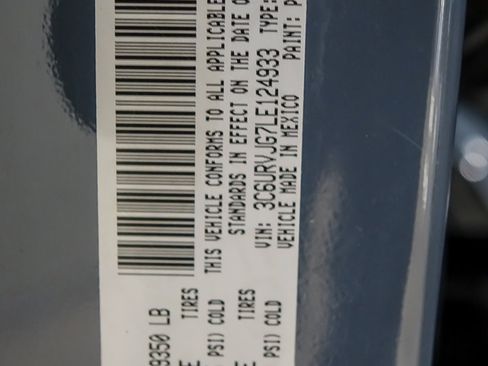 9350 LB
TIRES
PSI) COLD
TIRES
PSI) COLD
THIS VEHICLE CONFORMS TO ALL APPLICABLE
STANDARDS IN EFFECT ON THE DATE O
VIN: 3C6URVJG7LE124933 TYPE:
VEHICLE MADE IN MEXICO PAINT: P